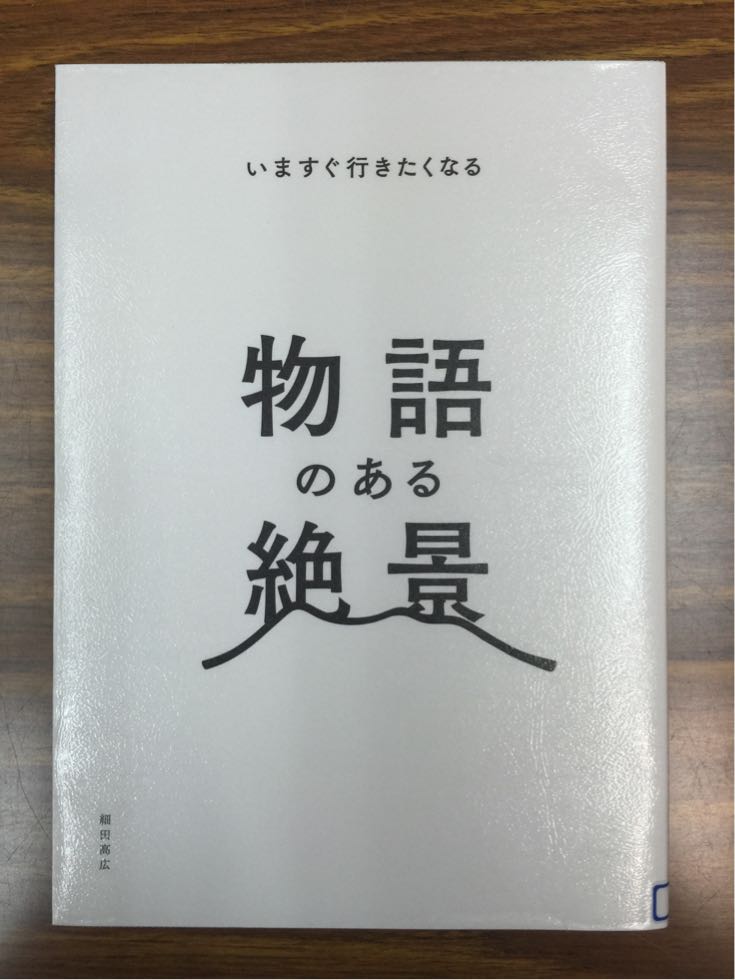 いますぐ行きたくなる
物語
のある
絶景
細田高広